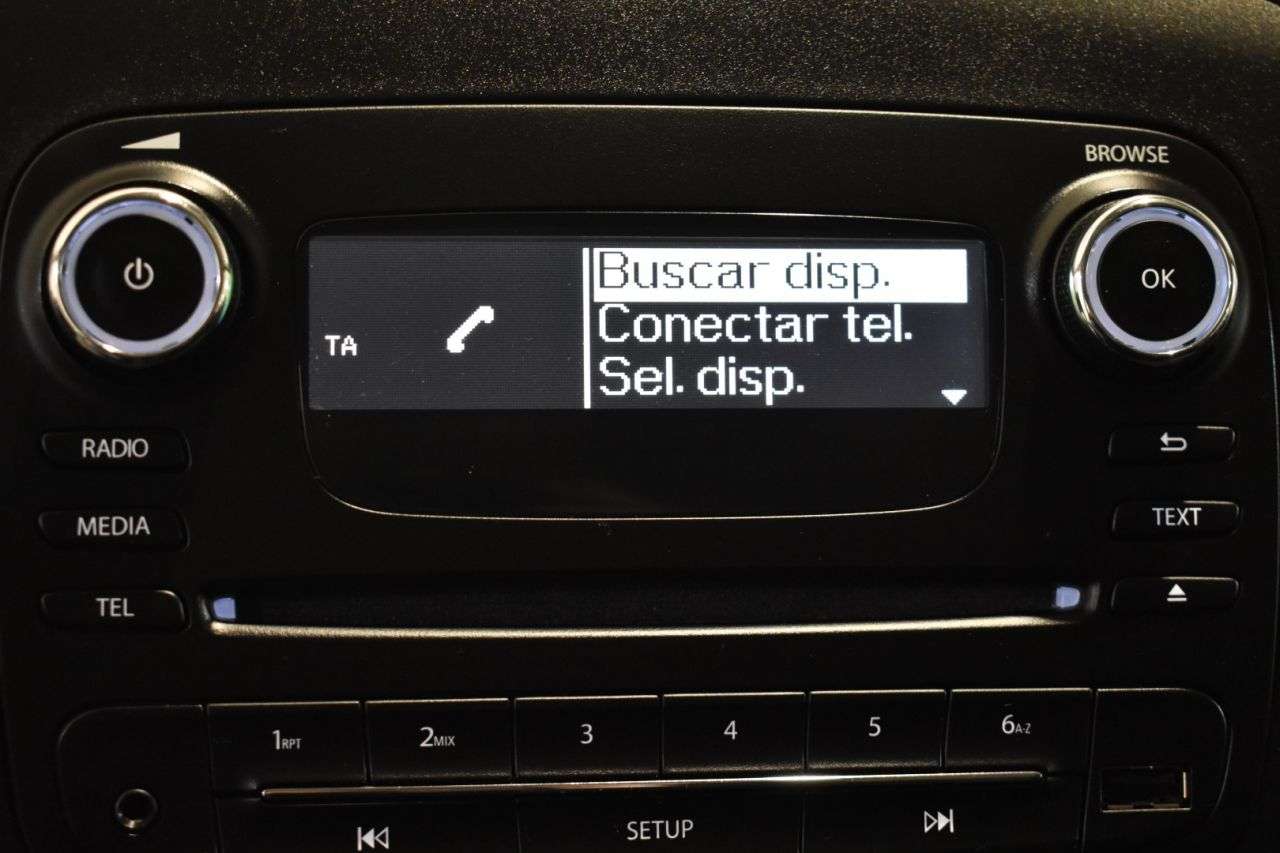 BROWSE
OK
TA
Buscar disp.
Conectar tel.
Sel. disp.
RADIO
MEDIA
TEXT
TEL
1RPT
2MIX
3
4
5
6A-Z
SETUP